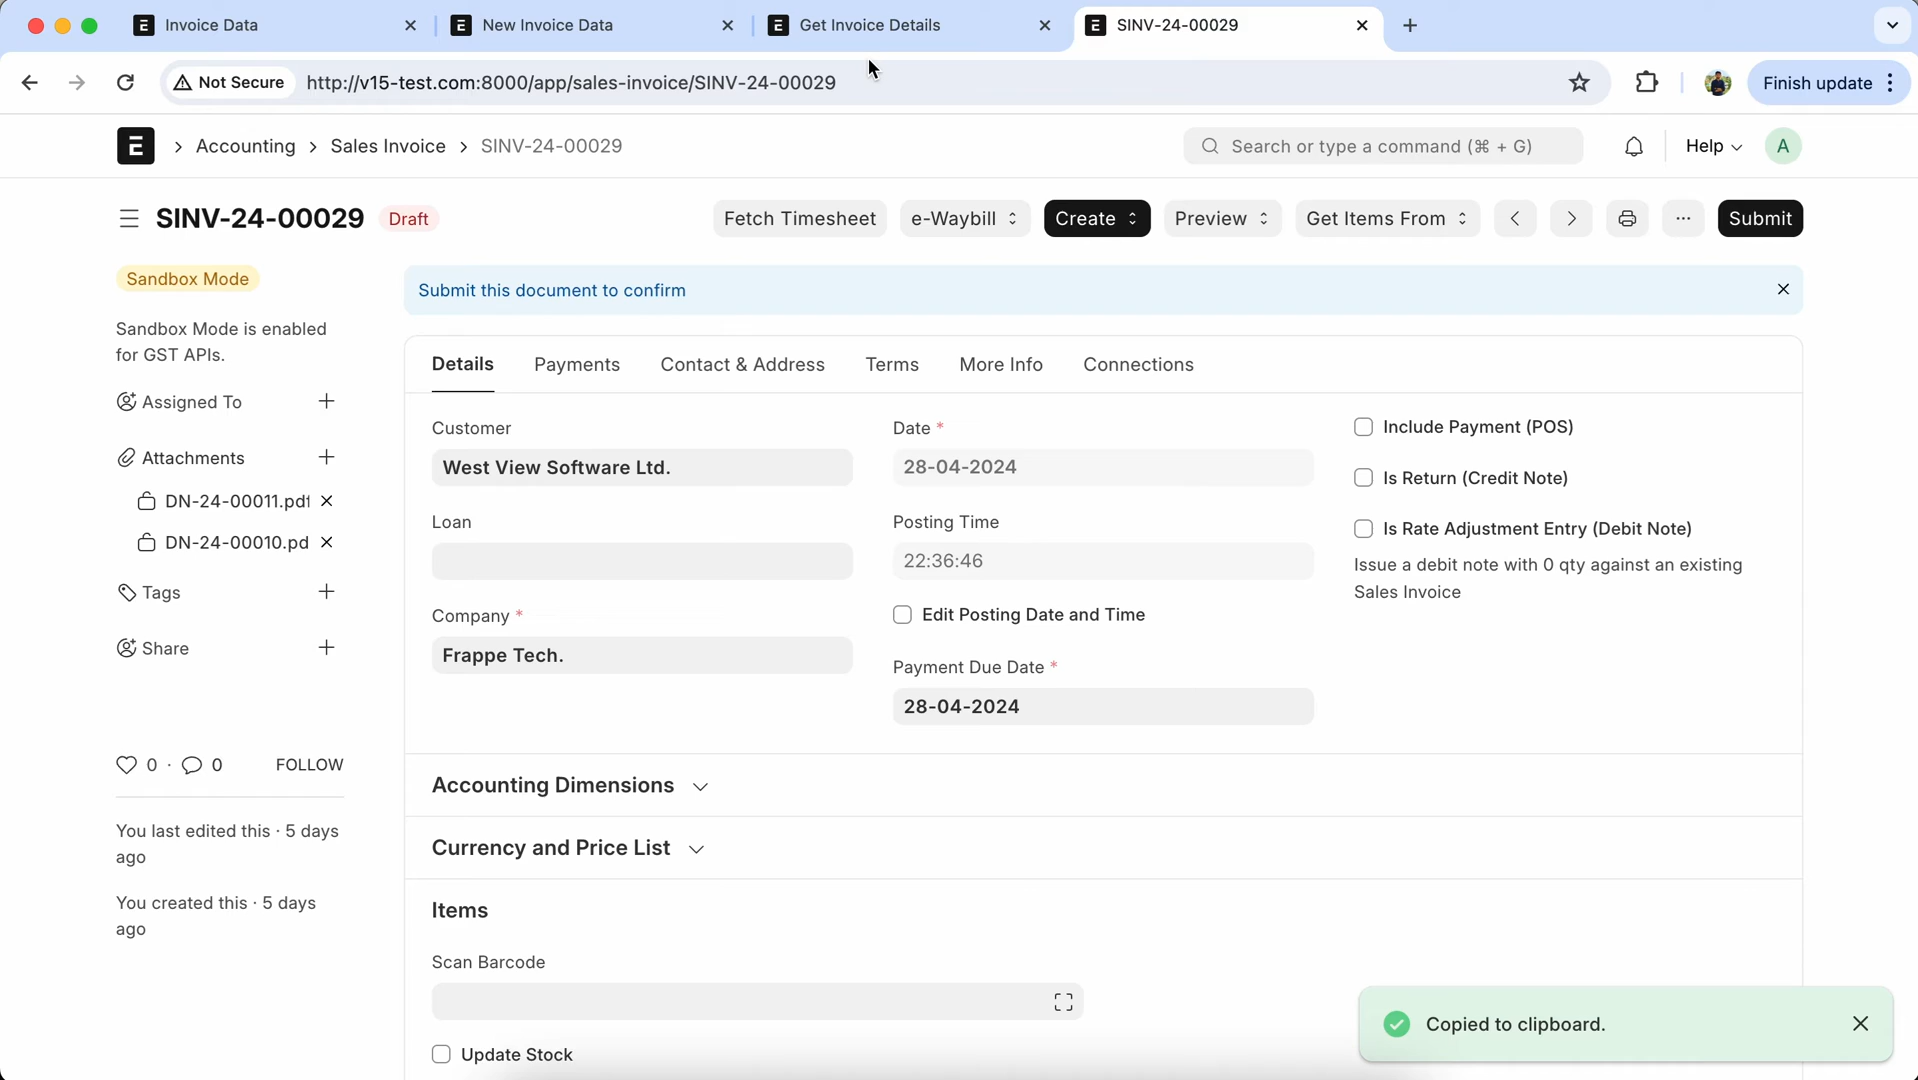 Invoice Data
New Invoice Data
Get Invoice Details
SINV-24-00029
Not Secure
http://v15-test.com:8000/app/sales-invoice/SINV-24-00029
Finish update
E
Accounting
Sales Invoice
SINV-24-00029
Search or type a command (⌘ + G)
Help
A
SINV-24-00029
Draft
Fetch Timesheet
e-Waybill
Create
Preview
Get Items From
Submit
Sandbox Mode
Sandbox Mode is enabled
for GST APIs.
Assigned To
Attachments
DN-24-00011.pdf
DN-24-00010.pd
Tags
Share
0 · 0
FOLLOW
You last edited this · 5 days
ago
You created this · 5 days
ago
Submit this document to confirm
Details
Payments
Contact & Address
Terms
More Info
Connections
Customer
West View Software Ltd.
Loan
Company *
Frappe Tech.
Date *
28-04-2024
Posting Time
22:36:46
Edit Posting Date and Time
Payment Due Date *
28-04-2024
Include Payment (POS)
Is Return (Credit Note)
Is Rate Adjustment Entry (Debit Note)
Issue a debit note with 0 qty against an existing
Sales Invoice
Accounting Dimensions
Currency and Price List
Items
Scan Barcode
Update Stock
Copied to clipboard.